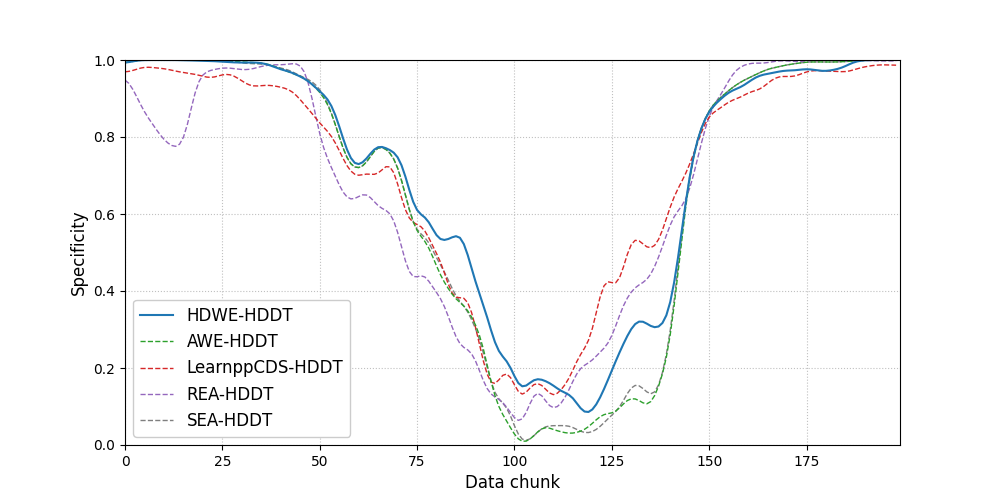 1.0
0.8
0.6
0.4
0.2
0.0
Specificity
HDWE-HDDT
AWE-HDDT
LearnppCDS-HDDT
REA-HDDT
SEA-HDDT
0 25 50 75 100 125 150 175
Data chunk